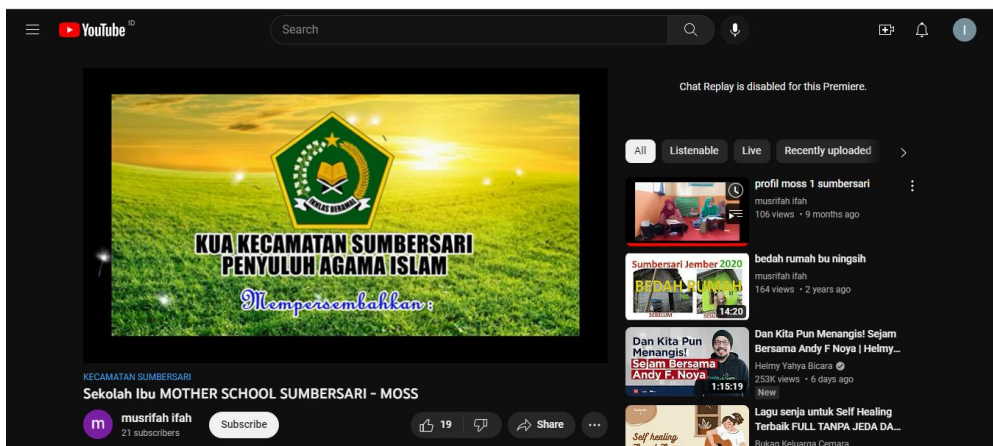 YouTube ID
Search
I
IKHLAS BERAMAL
KUA KECAMATAN SUMBERSARI
PENYULUH AGAMA ISLAM
Mempersembahkan :
KECAMATAN SUMBERSARI
Sekolah Ibu MOTHER SCHOOL SUMBERSARI - MOSS
m
musrifah ifah
21 subscribers
Subscribe
19
Share
Chat Replay is disabled for this Premiere.
All
Listenable
Live
Recently uploaded
profil moss 1 sumbersari
musrifah ifah
106 views • 9 months ago
Sumbersari Jember 2020
BEDAH RUMAH
SEBELUM
14:20
bedah rumah bu ningsih
musrifah ifah
164 views • 2 years ago
Dan Kita Pun
Menangis!
Sejam Bersama
Andy F. Noya
1:15:19
Dan Kita Pun Menangis! Sejam
Bersama Andy F Noya | Helmy...
Helmy Yahya Bicara
253K views • 6 days ago
New
Self healing
Lagu senja untuk Self Healing
Terbaik FULL TANPA JEDA DA...
Bukan Keluarga Cemara